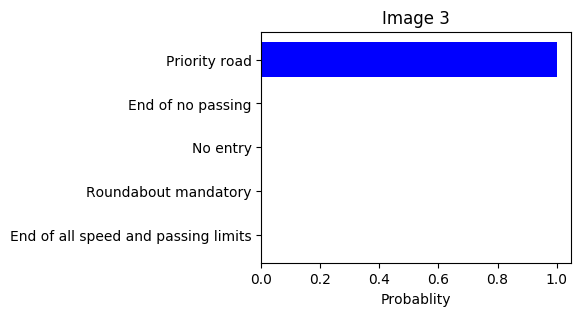 Image 3
Priority road
End of no passing
No entry
Roundabout mandatory
End of all speed and passing limits
0.0 0.2 0.4 0.6 0.8 1.0
Probablity